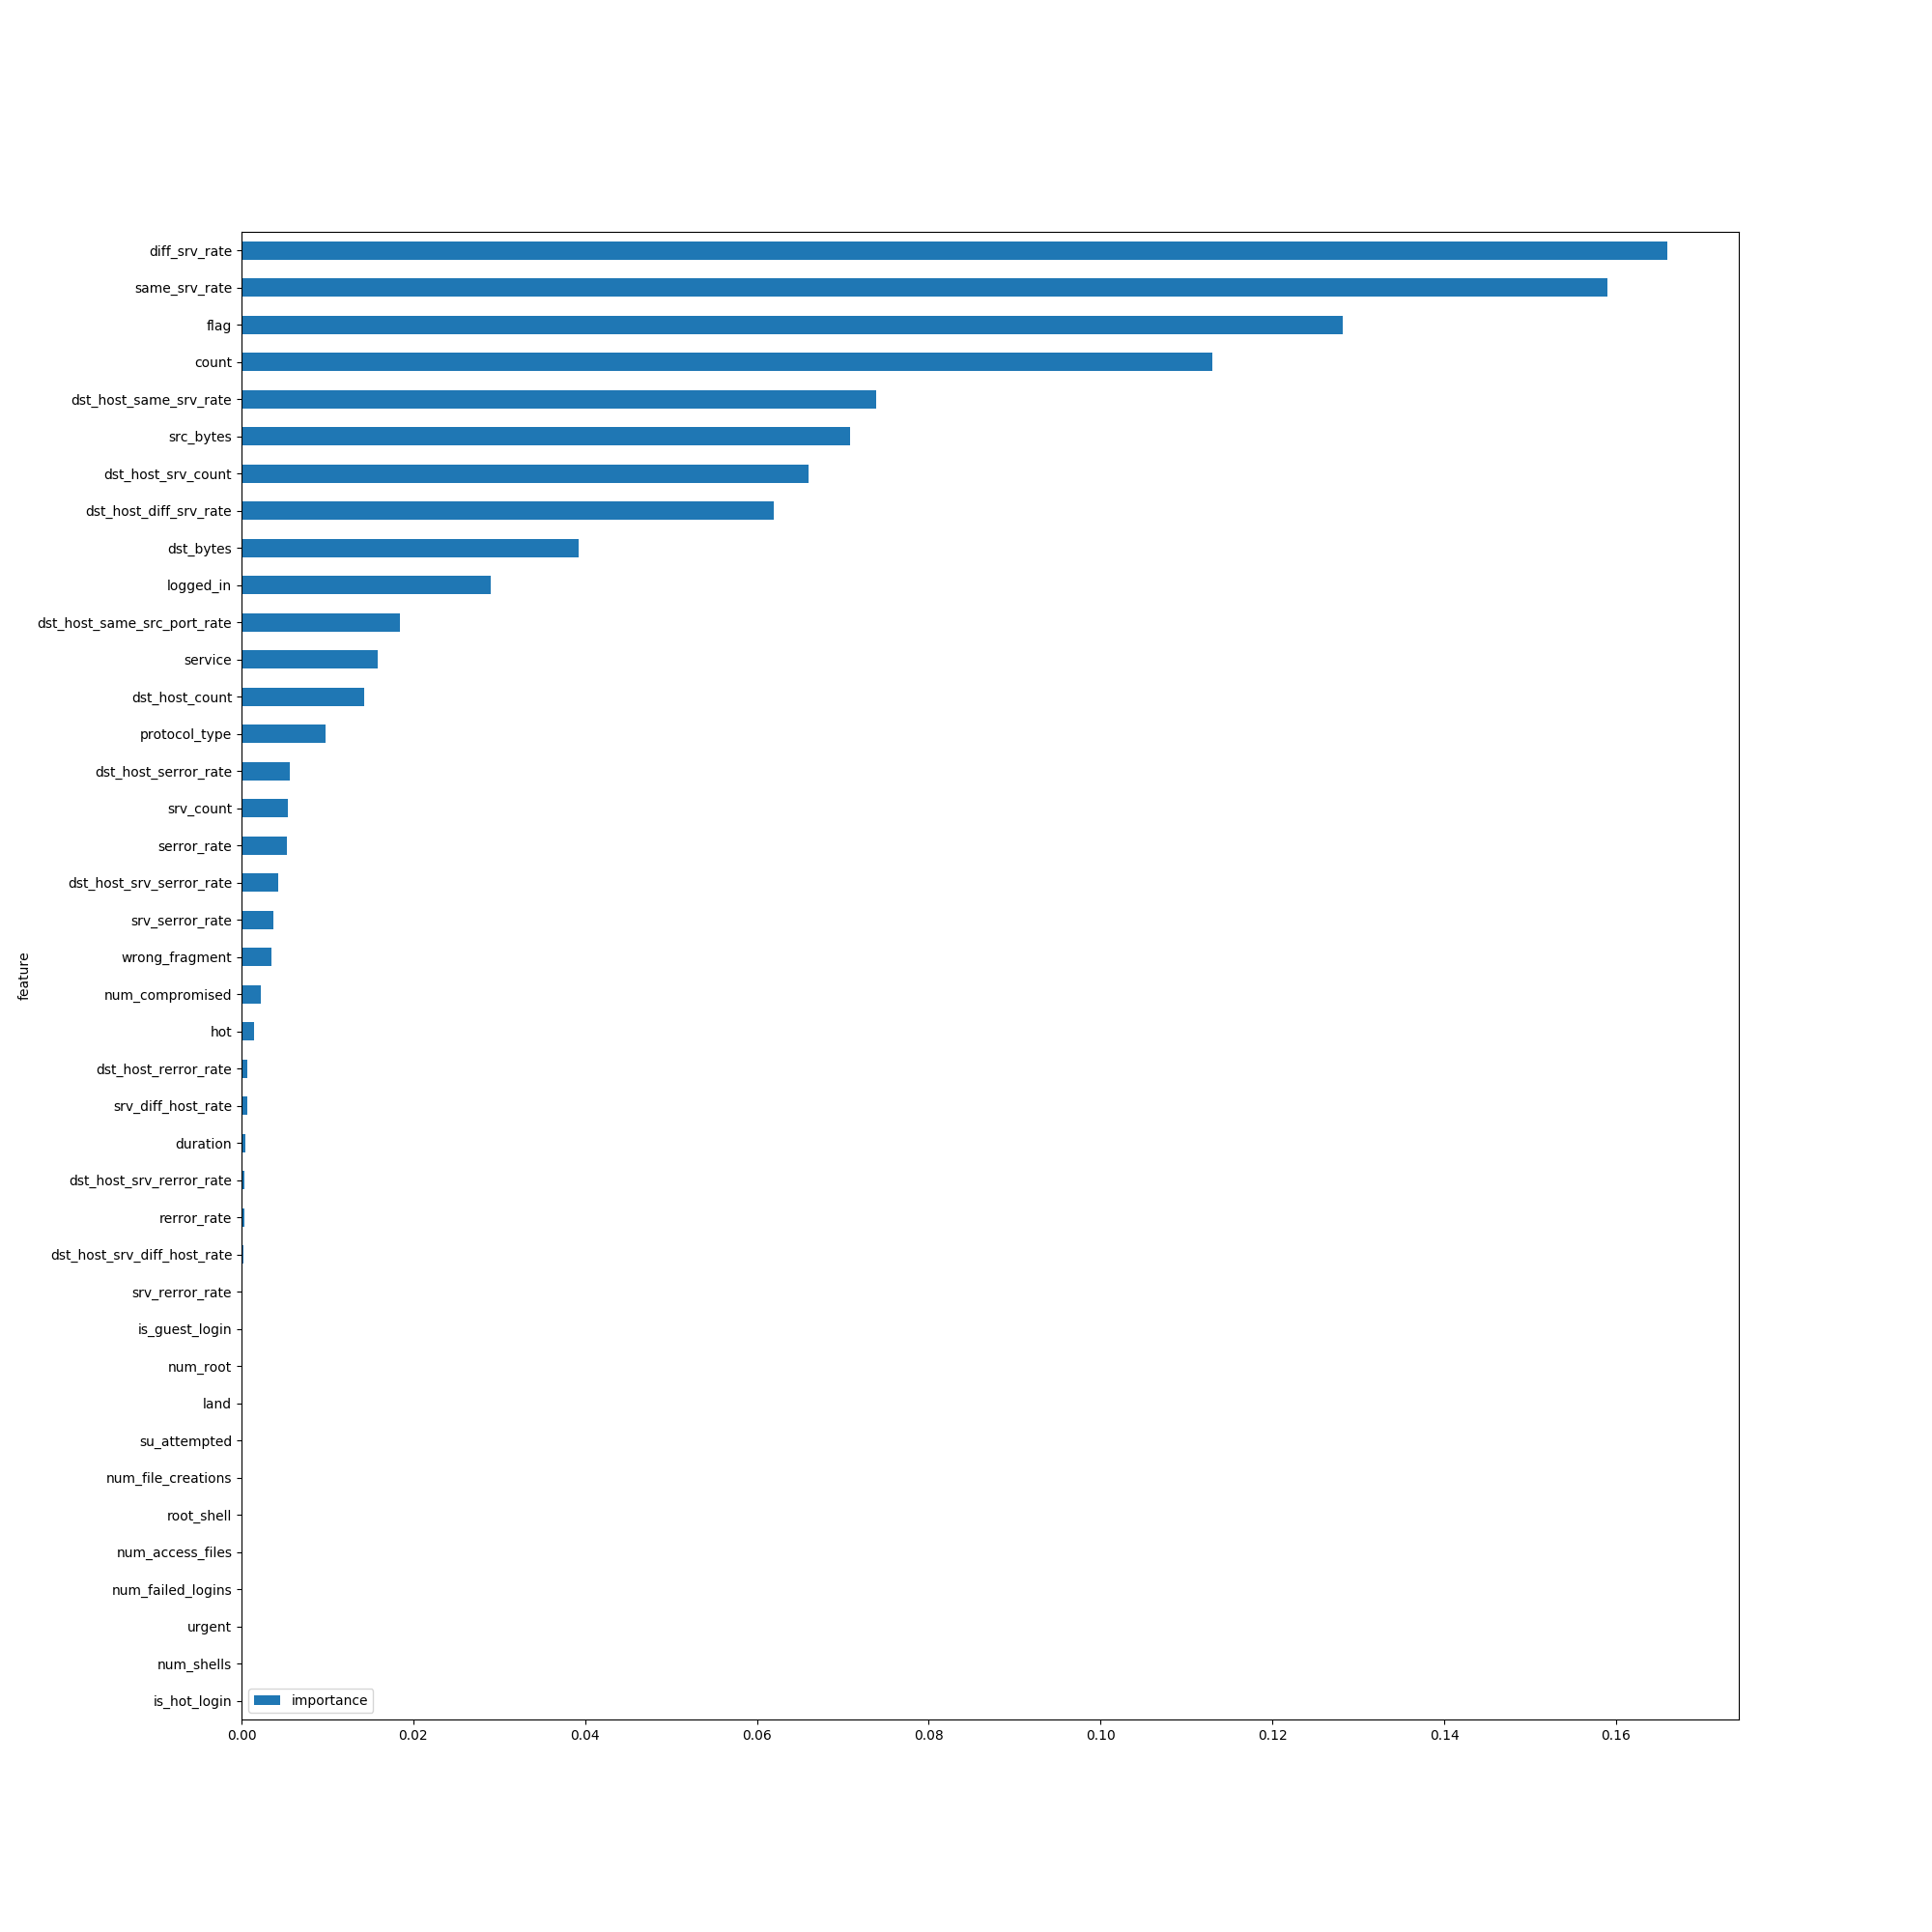 diff_srv_rate
same_srv_rate
flag
count
dst_host_same_srv_rate
src_bytes
dst_host_srv_count
dst_host_diff_srv_rate
dst_bytes
logged_in
dst_host_same_src_port_rate
service
dst_host_count
protocol_type
dst_host_serror_rate
srv_count
serror_rate
dst_host_srv_serror_rate
srv_serror_rate
wrong_fragment
feature
num_compromised
hot
dst_host_rerror_rate
srv_diff_host_rate
duration
dst_host_srv_rerror_rate
rerror_rate
dst_host_srv_diff_host_rate
srv_rerror_rate
is_guest_login
num_root
land
su_attempted
num_file_creations
root_shell
num_access_files
num_failed_logins
urgent
num_shells
is_hot_login
importance
0.00 0.02 0.04 0.06 0.08 0.10 0.12 0.14 0.16